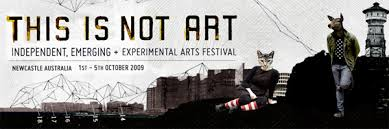 THIS IS NOT ART
INDEPENDENT, EMERGING + EXPERIMENTAL ARTS FESTIVAL
NEWCASTLE AUSTRALIA 1ST – 5TH OCTOBER 2009